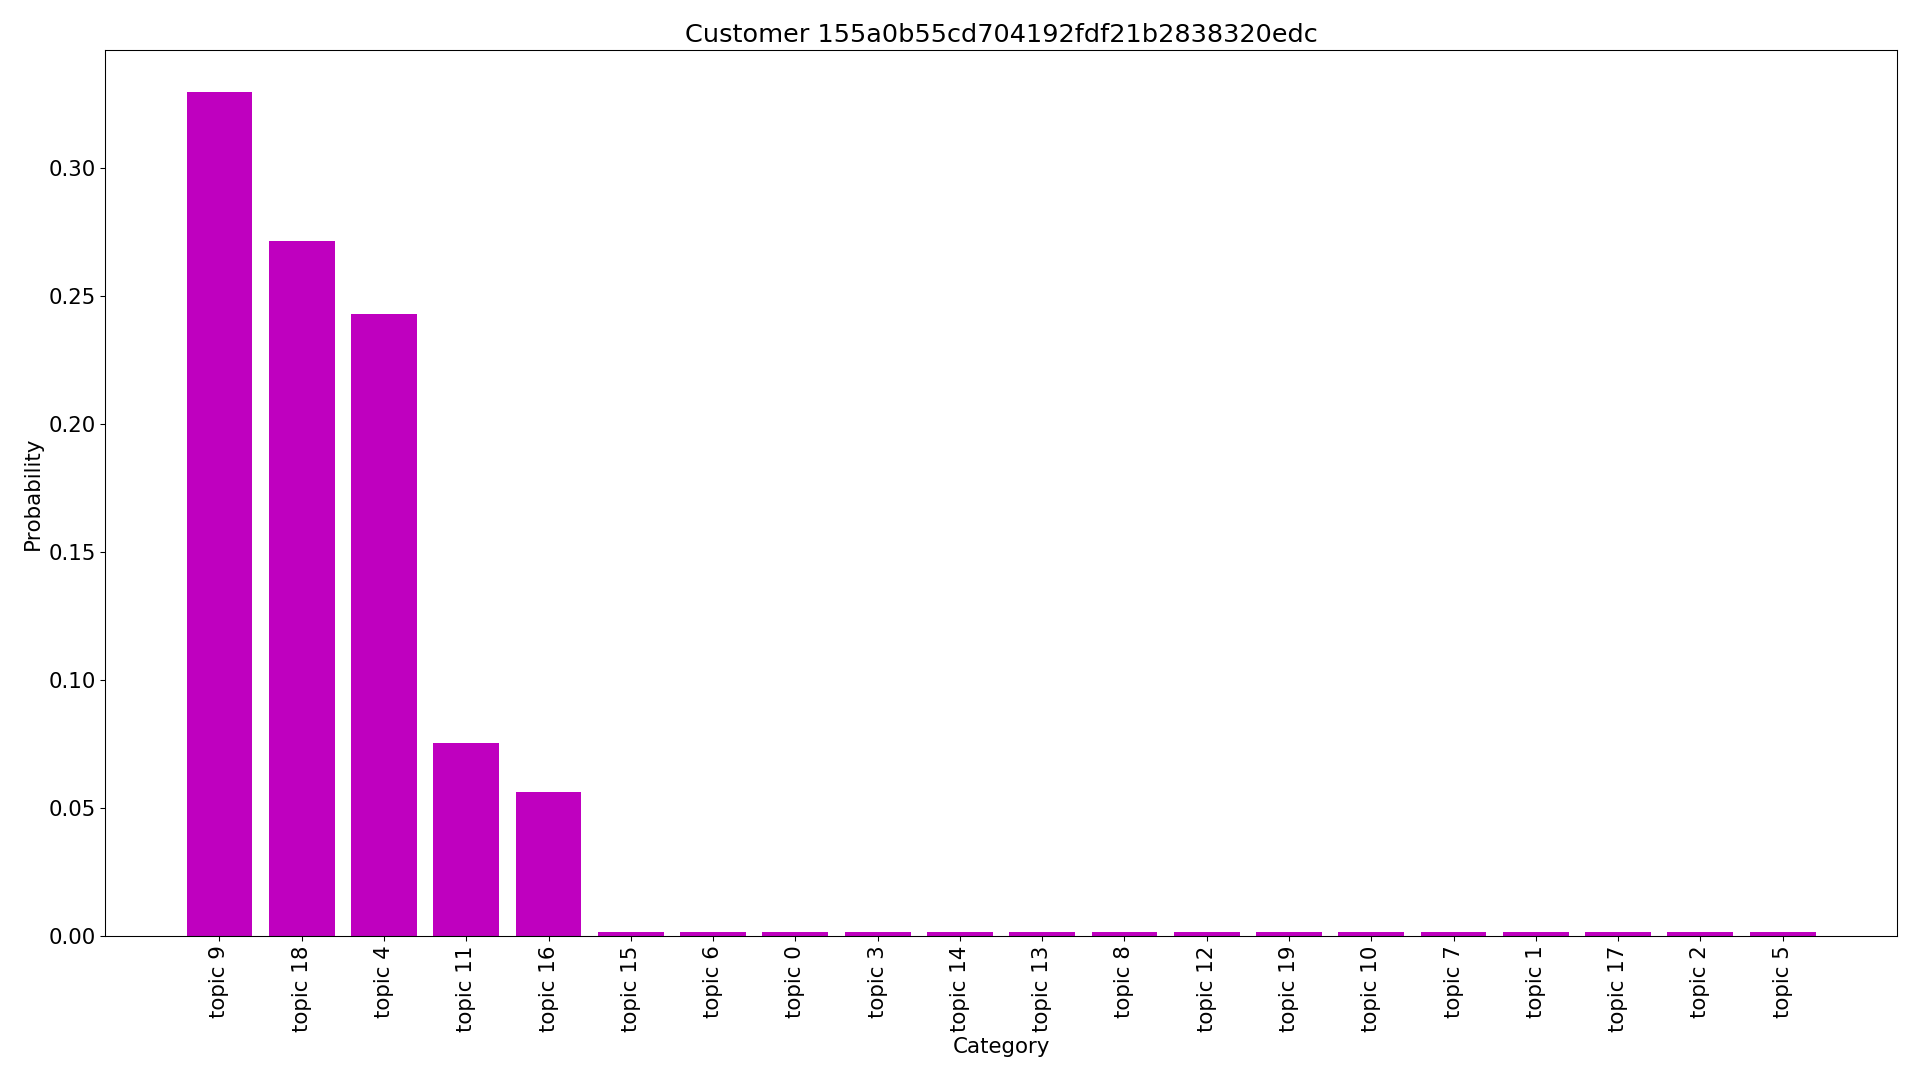 Customer 155a0b55cd704192fdf21b2838320edc
Probability
0.30
0.25
0.20
0.15
0.10
0.05
0.00
topic 9
topic 18
topic 4
topic 11
topic 16
topic 15
topic 6
topic 0
topic 3
topic 14
topic 13
topic 8
topic 12
topic 19
topic 10
topic 7
topic 1
topic 17
topic 2
topic 5
Category